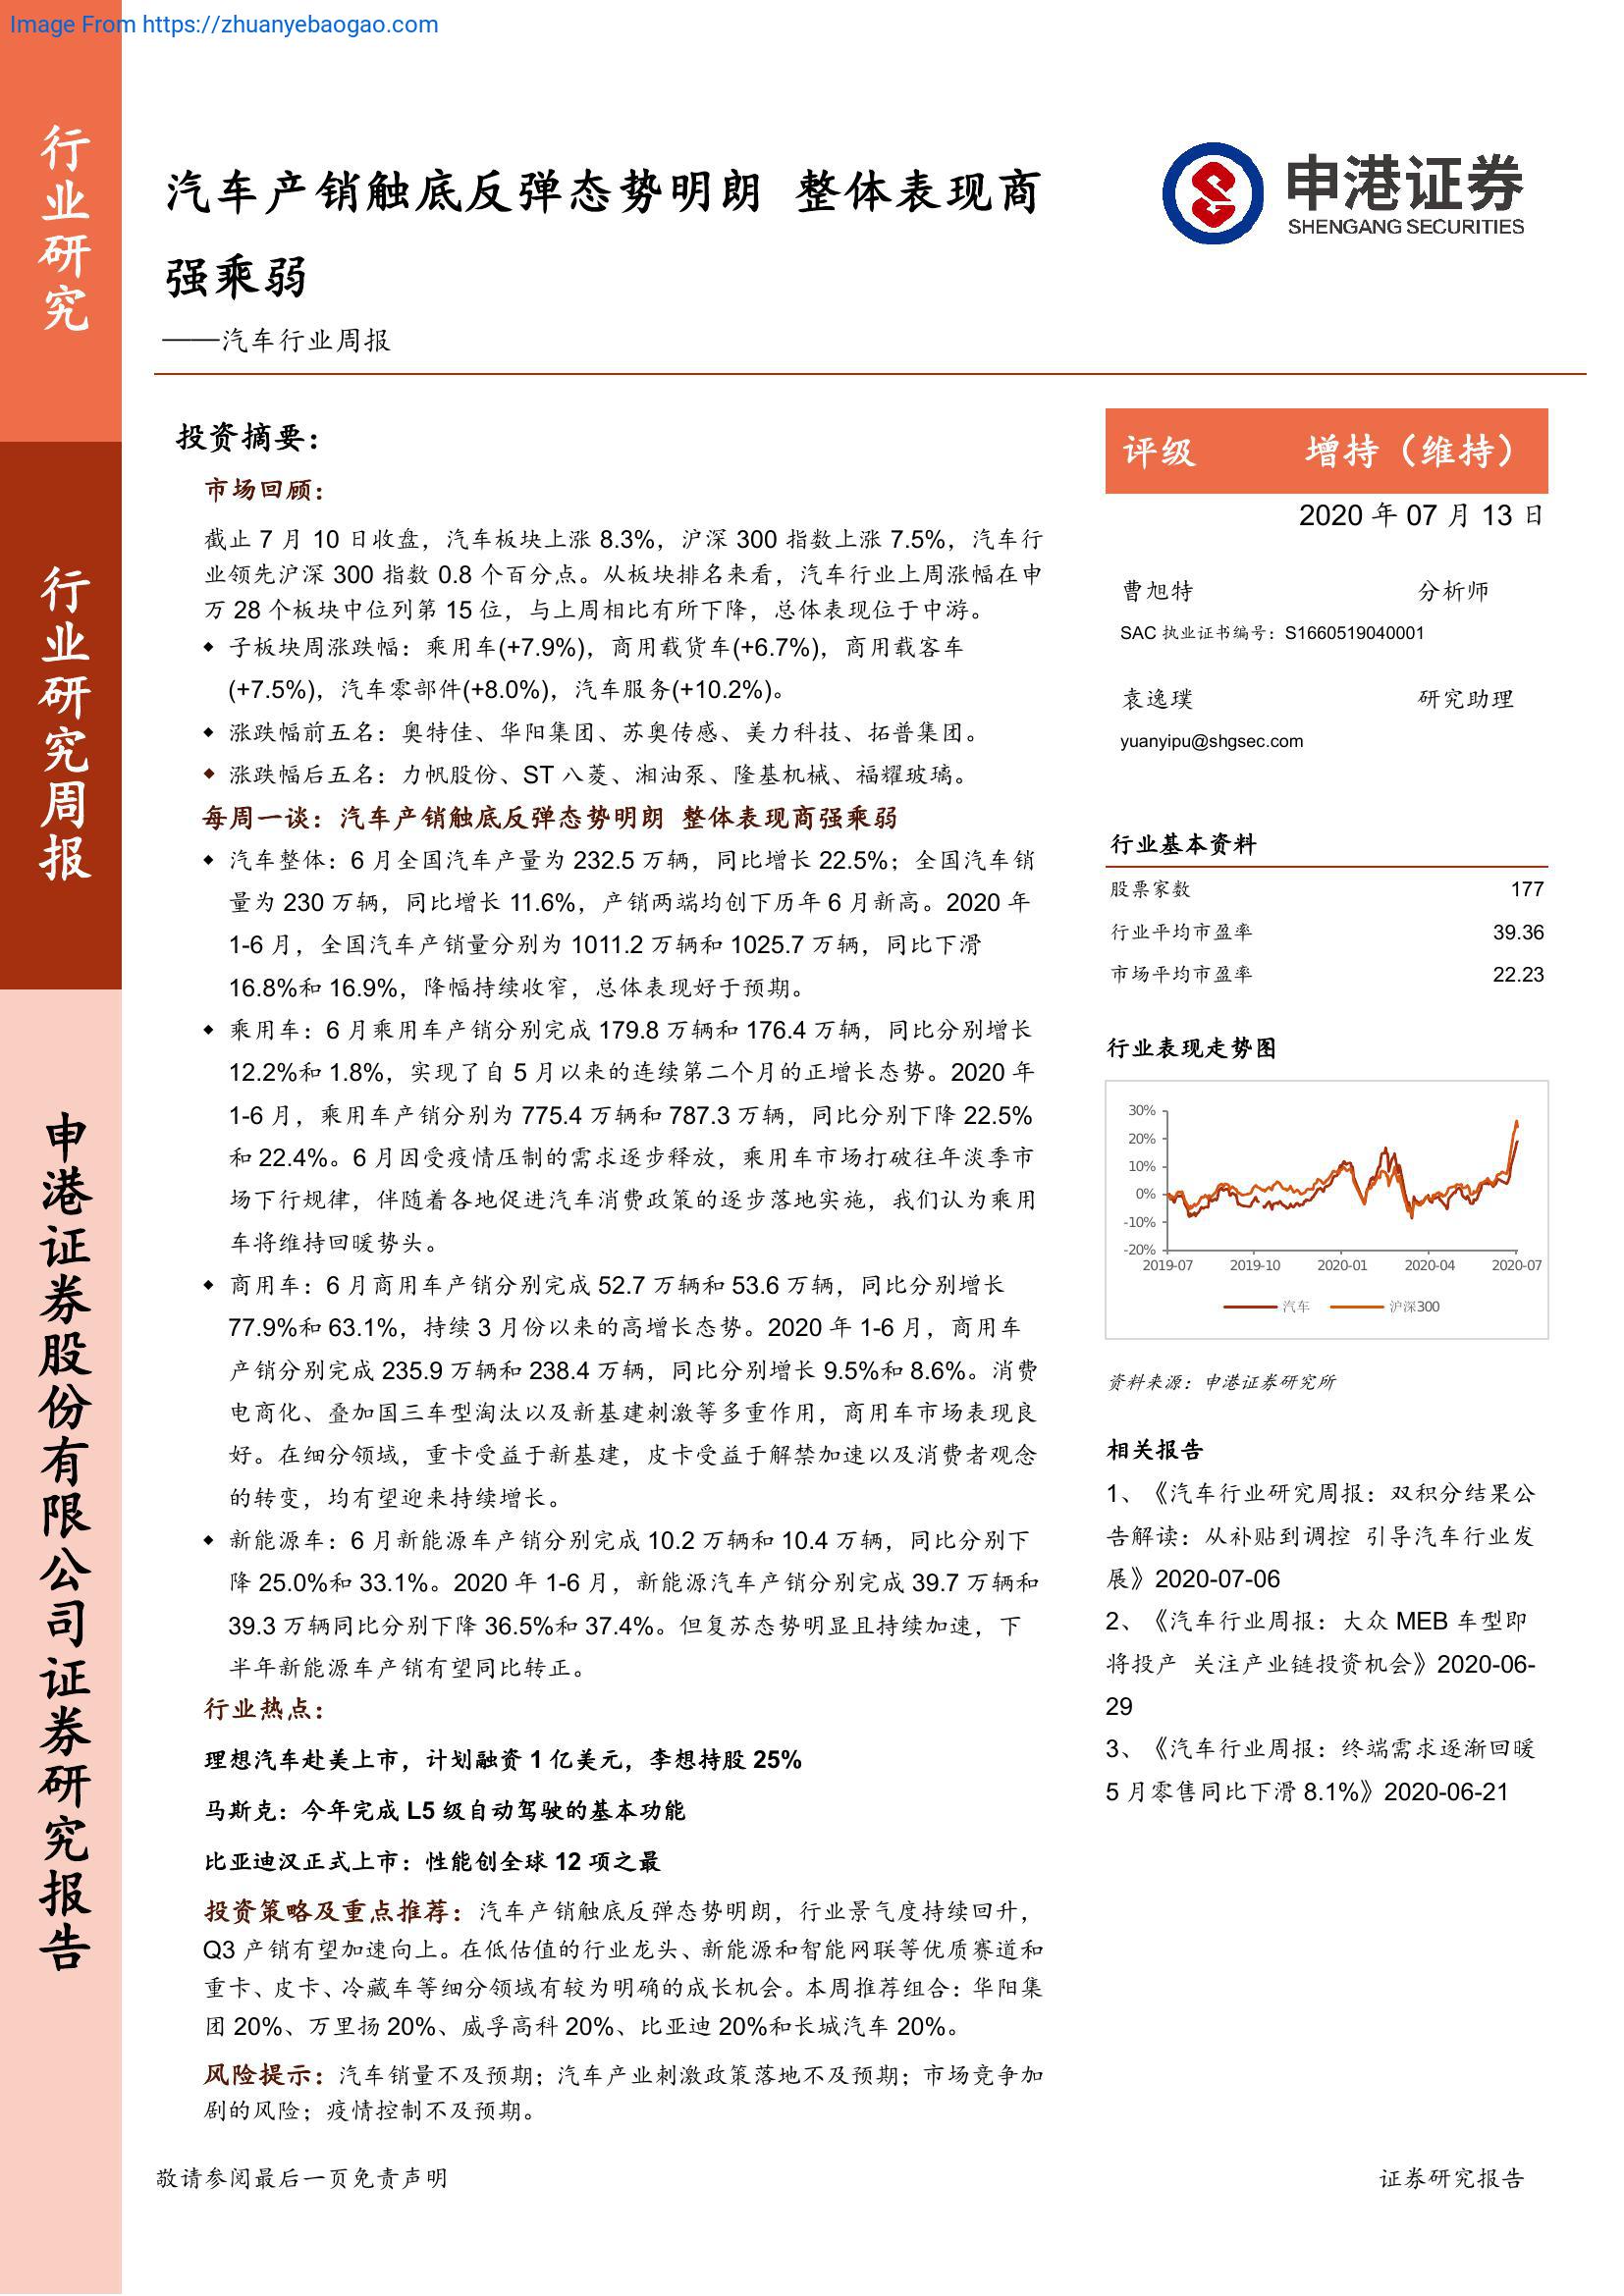 Image From https://zhuanyebaogao.com
行业研究
行业研究周报
申港证券股份有限公司证券研究报告
汽车产销触底反弹态势明朗 整体表现商
强乘弱
——汽车行业周报
申港证券
SHENGANG SECURITIES
投资摘要：
市场回顾：
截止 7 月 10 日收盘，汽车板块上涨 8.3%，沪深 300 指数上涨 7.5%，汽车行
业领先沪深 300 指数 0.8 个百分点。从板块排名来看，汽车行业上周涨幅在申
万 28 个板块中位列第 15 位，与上周相比有所下降，总体表现位于中游。
◆ 子板块周涨跌幅：乘用车(+7.9%)，商用载货车(+6.7%)，商用载客车
(+7.5%)，汽车零部件(+8.0%)，汽车服务(+10.2%)。
◆ 涨跌幅前五名：奥特佳、华阳集团、苏奥传感、美力科技、拓普集团。
◆ 涨跌幅后五名：力帆股份、ST 八菱、湘油泵、隆基机械、福耀玻璃。
每周一谈：汽车产销触底反弹态势明朗 整体表现商强乘弱
◆ 汽车整体：6 月全国汽车产量为 232.5 万辆，同比增长 22.5%；全国汽车销
量为 230 万辆，同比增长 11.6%，产销两端均创下历年 6 月新高。2020 年
1-6 月，全国汽车产销量分别为 1011.2 万辆和 1025.7 万辆，同比下滑
16.8%和 16.9%，降幅持续收窄，总体表现好于预期。
◆ 乘用车：6 月乘用车产销分别完成 179.8 万辆和 176.4 万辆，同比分别增长
12.2%和 1.8%，实现了自 5 月以来的连续第二个月的正增长态势。2020 年
1-6 月，乘用车产销分别为 775.4 万辆和 787.3 万辆，同比分别下降 22.5%
和 22.4%。6 月因受疫情压制的需求逐步释放，乘用车市场打破往年淡季市
场下行规律，伴随着各地促进汽车消费政策的逐步落地实施，我们认为乘用
车将维持回暖势头。
◆ 商用车：6 月商用车产销分别完成 52.7 万辆和 53.6 万辆，同比分别增长
77.9%和 63.1%，持续 3 月份以来的高增长态势。2020 年 1-6 月，商用车
产销分别完成 235.9 万辆和 238.4 万辆，同比分别增长 9.5%和 8.6%。消费
电商化、叠加国三车型淘汰以及新基建刺激等多重作用，商用车市场表现良
好。在细分领域，重卡受益于新基建，皮卡受益于解禁加速以及消费者观念
的转变，均有望迎来持续增长。
◆ 新能源车：6 月新能源车产销分别完成 10.2 万辆和 10.4 万辆，同比分别下
降 25.0%和 33.1%。2020 年 1-6 月，新能源汽车产销分别完成 39.7 万辆和
39.3 万辆同比分别下降 36.5%和 37.4%。但复苏态势明显且持续加速，下
半年新能源车产销有望同比转正。
行业热点：
理想汽车赴美上市，计划融资 1 亿美元，李想持股 25%
马斯克：今年完成 L5 级自动驾驶的基本功能
比亚迪汉正式上市：性能创全球 12 项之最
投资策略及重点推荐：汽车产销触底反弹态势明朗，行业景气度持续回升，
Q3 产销有望加速向上。在低估值的行业龙头、新能源和智能网联等优质赛道和
重卡、皮卡、冷藏车等细分领域有较为明确的成长机会。本周推荐组合：华阳集
团 20%、万里扬 20%、威孚高科 20%、比亚迪 20%和长城汽车 20%。
风险提示：汽车销量不及预期；汽车产业刺激政策落地不及预期；市场竞争加
剧的风险；疫情控制不及预期。
评级 增持（维持）
2020 年 07 月 13 日
曹旭特 分析师
SAC 执业证书编号：S1660519040001
袁逸璞 研究助理
yuanyipu@shgsec.com
行业基本资料
股票家数 177
行业平均市盈率 39.36
市场平均市盈率 22.23
行业表现走势图
30%
20%
10%
0%
-10%
-20%
2019-07 2019-10 2020-01 2020-04 2020-07
汽车 沪深300
资料来源：申港证券研究所
相关报告
1、《汽车行业研究周报：双积分结果公
告解读：从补贴到调控 引导汽车行业发
展》2020-07-06
2、《汽车行业周报：大众 MEB 车型即
将投产 关注产业链投资机会》2020-06-
29
3、《汽车行业周报：终端需求逐渐回暖
5 月零售同比下滑 8.1%》2020-06-21
敬请参阅最后一页免责声明 证券研究报告